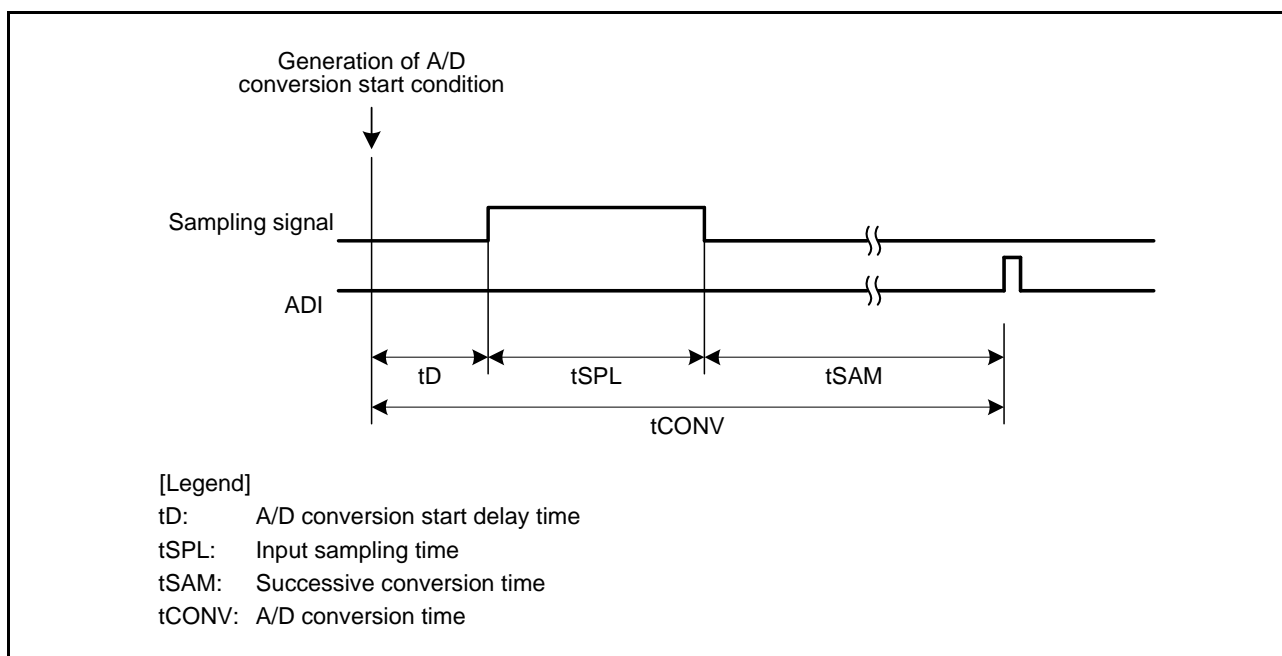 Generation of A/D
conversion start condition
Sampling signal
ADI
tD
tSPL
tSAM
tCONV
[Legend]
tD: A/D conversion start delay time
tSPL: Input sampling time
tSAM: Successive conversion time
tCONV: A/D conversion time